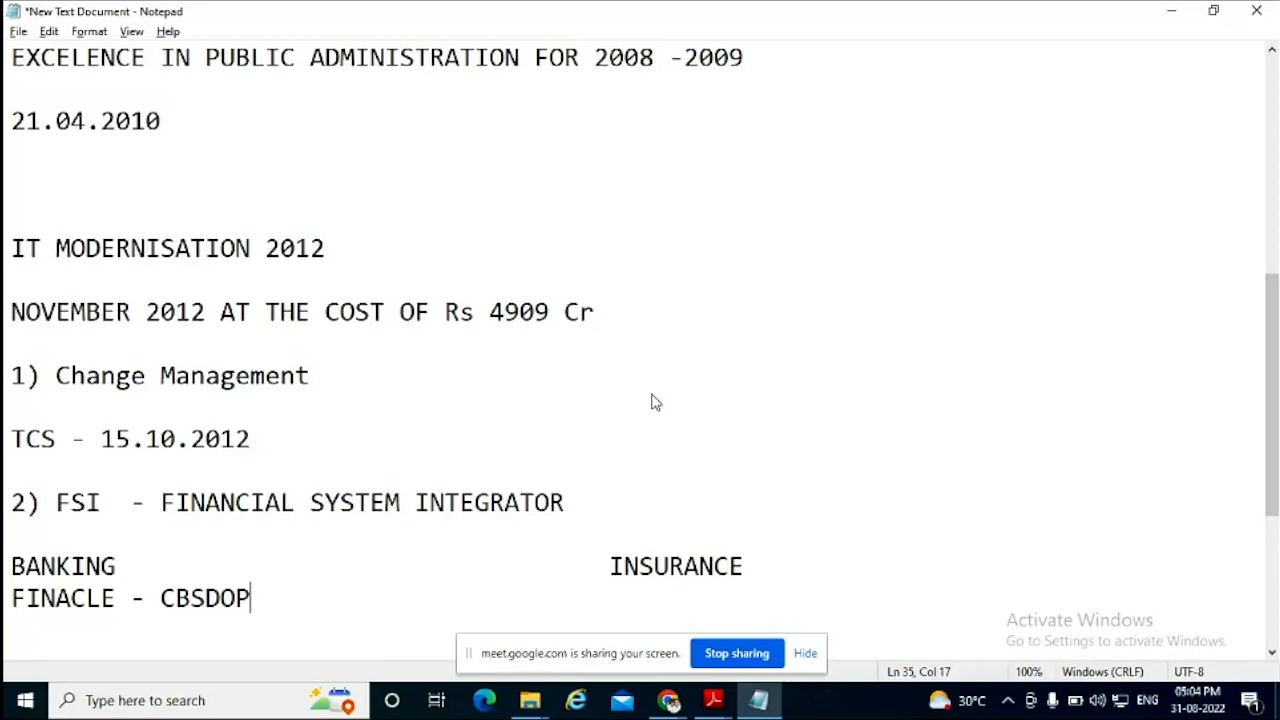 *New Text Document - Notepad
File Edit Format View Help
EXCELENCE IN PUBLIC ADMINISTRATION FOR 2008 -2009
21.04.2010
IT MODERNISATION 2012
NOVEMBER 2012 AT THE COST OF Rs 4909 Cr
1) Change Management
TCS - 15.10.2012
2) FSI  - FINANCIAL SYSTEM INTEGRATOR
BANKING INSURANCE
FINACLE - CBSDOP
Activate Windows
Go to Settings to activate Windows.
meet.google.com is sharing your screen. Stop sharing Hide
Ln 35, Col 17 100% Windows (CRLF) UTF-8
Type here to search 30°C ENG 05:04 PM
31-08-2022
1